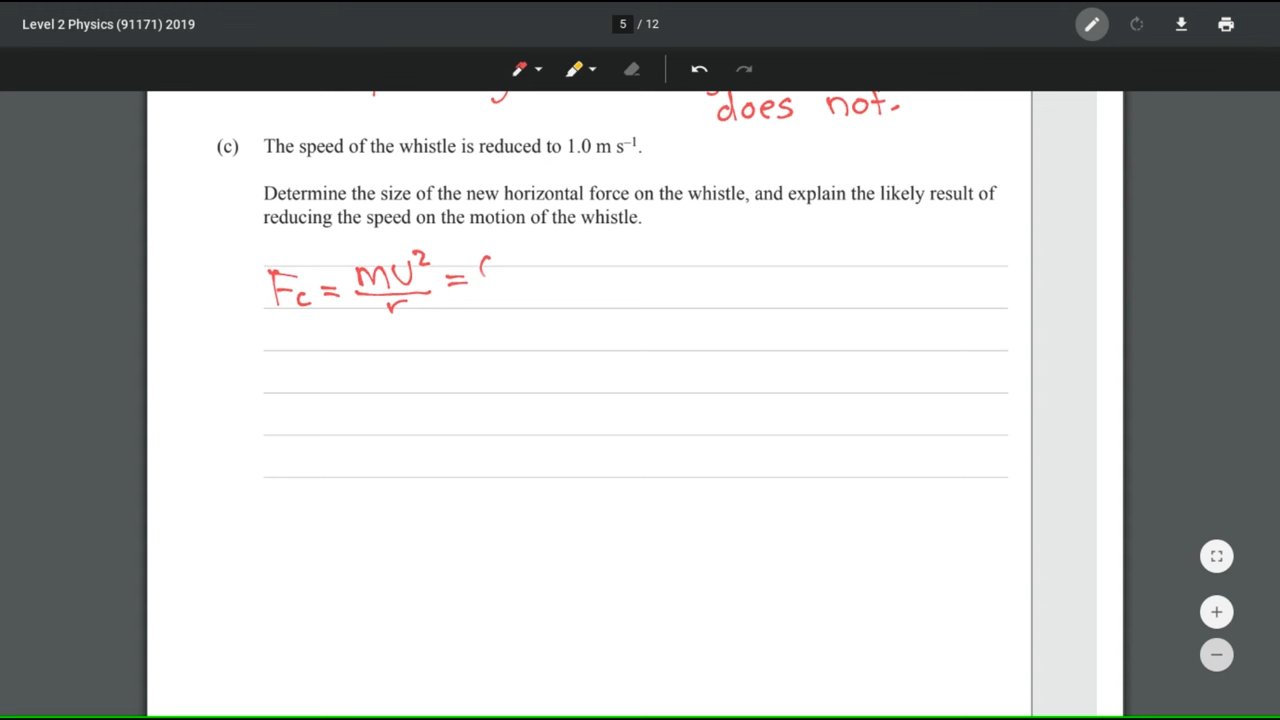 Level 2 Physics (91171) 2019
5 / 12
does not.
(c) The speed of the whistle is reduced to 1.0 m s⁻¹.
Determine the size of the new horizontal force on the whistle, and explain the likely result of
reducing the speed on the motion of the whistle.
Fc = mv²/r =